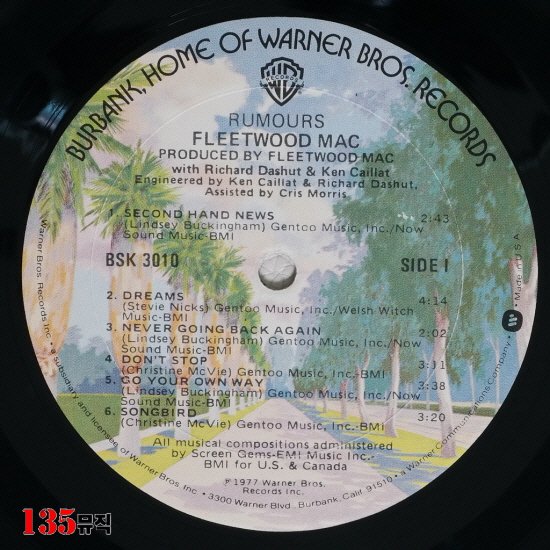 BURBANK, HOME OF WARNER BROS. RECORDS
RECORDS
RUMOURS
FLEETWOOD MAC
PRODUCED BY FLEETWOOD MAC
with Richard Dashut & Ken Caillat
Engineered by Ken Caillat & Richard Dashut,
Assisted by Cris Morris
1. SECOND HAND NEWS 2:43
(Lindsey Buckingham) Gentoo Music, Inc./Now
Sound Music-BMI
BSK 3010 SIDE I
2. DREAMS 4:14
(Stevie Nicks) Gentoo Music, Inc./Welsh Witch
Music-BMI
3. NEVER GOING BACK AGAIN 2:02
(Lindsey Buckingham) Gentoo Music, Inc./Now
Sound Music-BMI
4. DON'T STOP 3:11
(Christine McVie) Gentoo Music, Inc.-BMI
5. GO YOUR OWN WAY 3:38
(Lindsey Buckingham) Gentoo Music, Inc./Now
Sound Music-BMI
6. SONGBIRD 3:20
(Christine McVie) Gentoo Music, Inc.-BMI
All musical compositions administered
by Screen Gems-EMI Music Inc.-
BMI for U.S. & Canada
℗ 1977 Warner Bros.
Records Inc.
Warner Bros. Records Inc. • a subsidiary and licensee of Warner Bros. Inc. • 3300 Warner Blvd., Burbank, Calif. 91510 • a Warner Communications Company • Made in U.S.A.
135뮤직